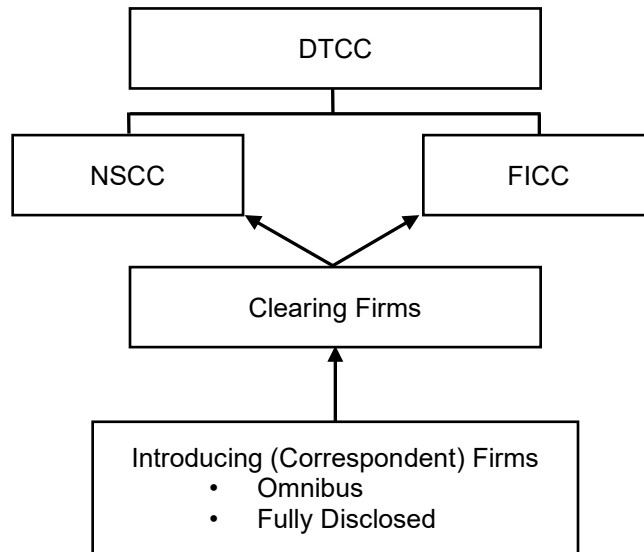 DTCC
NSCC
FICC
Clearing Firms
Introducing (Correspondent) Firms
• Omnibus
• Fully Disclosed